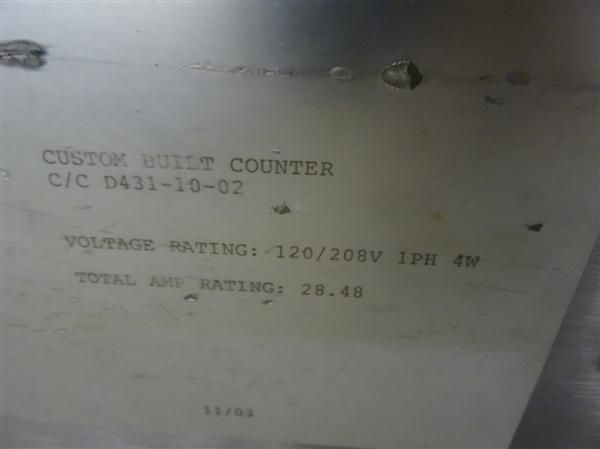 CUSTOM BUILT COUNTER
C/C D431-10-02
VOLTAGE RATING: 120/208V 1PH 4W
TOTAL AMP RATING: 28.48
11/03